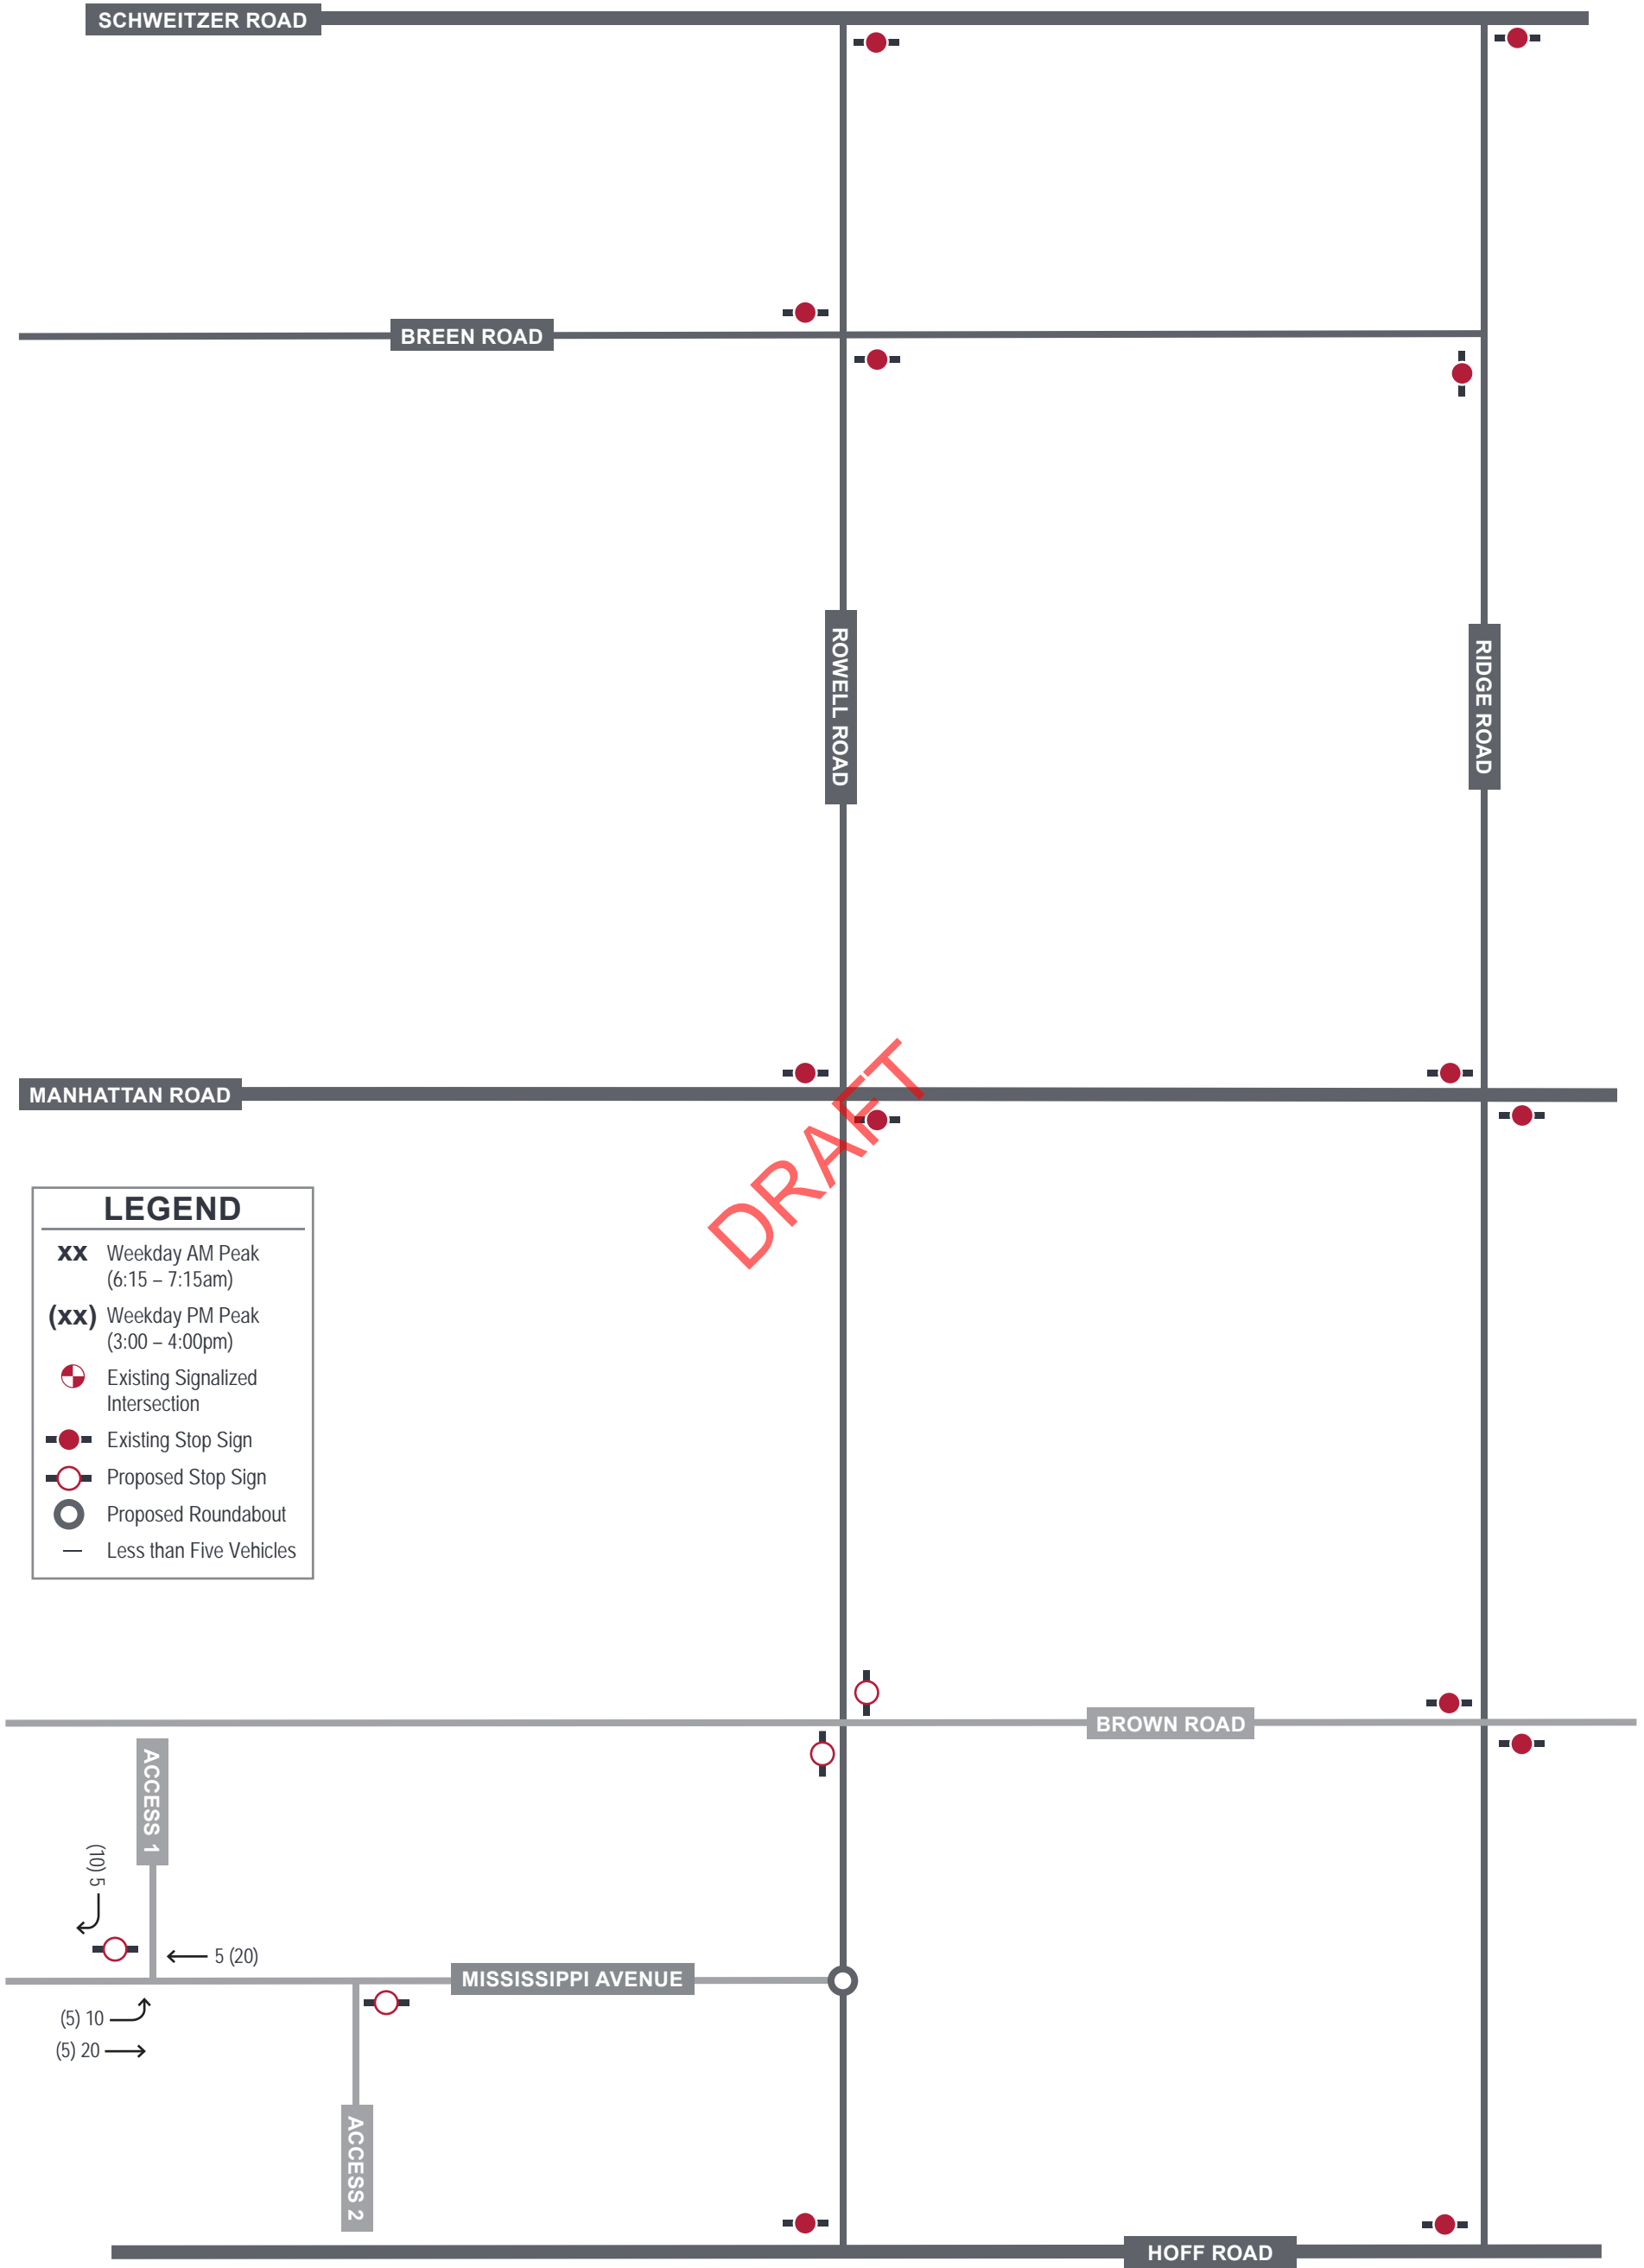 SCHWEITZER ROAD
BREEN ROAD
ROWELL ROAD
RIDGE ROAD
MANHATTAN ROAD
DRAFT
LEGEND
xx Weekday AM Peak
(6:15 – 7:15am)
(xx) Weekday PM Peak
(3:00 – 4:00pm)
Existing Signalized
Intersection
Existing Stop Sign
Proposed Stop Sign
Proposed Roundabout
— Less than Five Vehicles
BROWN ROAD
ACCESS 1
(10) 5
5 (20)
MISSISSIPPI AVENUE
(5) 10
(5) 20
ACCESS 2
HOFF ROAD